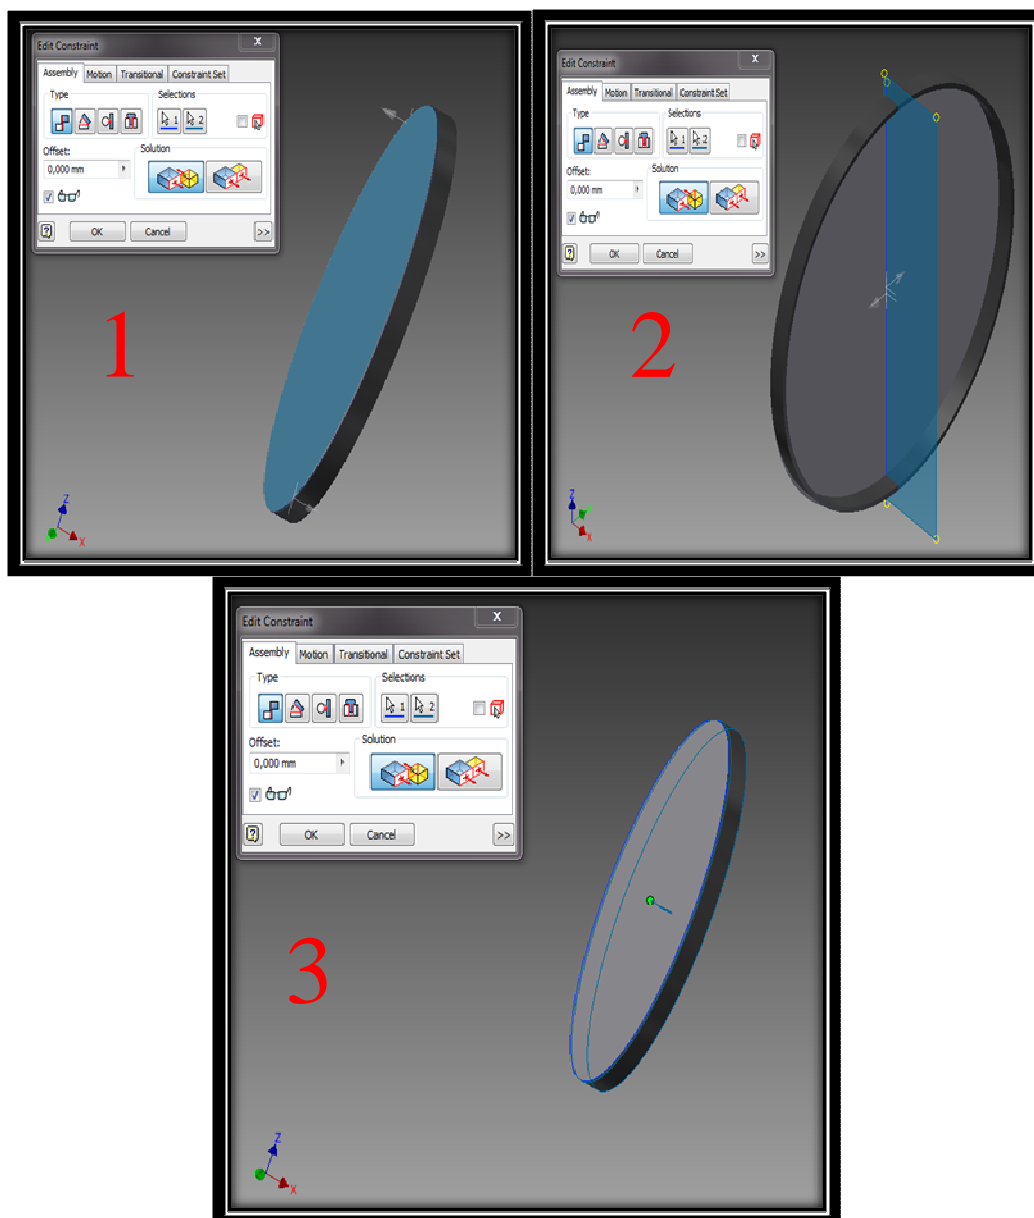 Edit Constraint
X
Assembly Motion Transitional Constraint Set
Type Selections
1 2
Offset: Solution
0,000 mm
? OK Cancel >>
1
Z
X
Edit Constraint
X
Assembly Motion Transitional Constraint Set
Type Selections
1 2
Offset: Solution
0,000 mm
? OK Cancel >>
2
Z
X
Edit Constraint
X
Assembly Motion Transitional Constraint Set
Type Selections
1 2
Offset: Solution
0,000 mm
? OK Cancel >>
3
Z
X